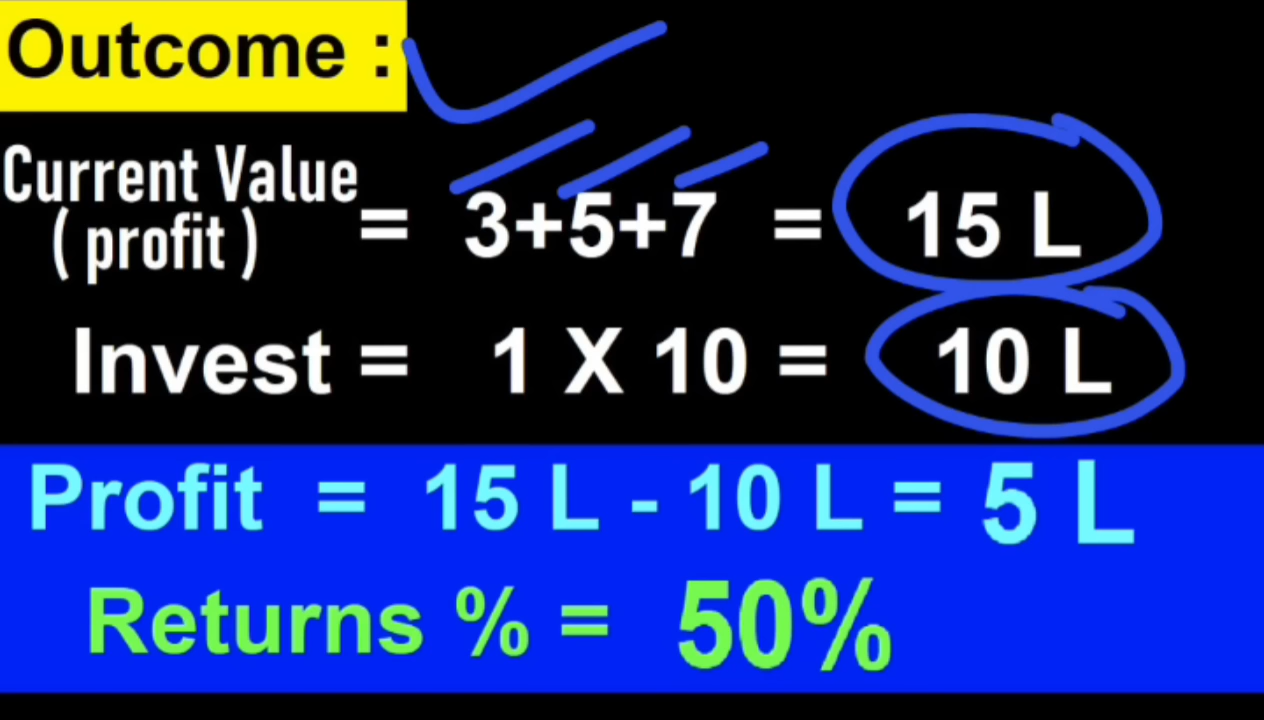 Outcome :
Current Value
( profit )
= 3+5+7 = 15 L
Invest = 1 X 10 = 10 L
Profit = 15 L - 10 L = 5 L
Returns % = 50%